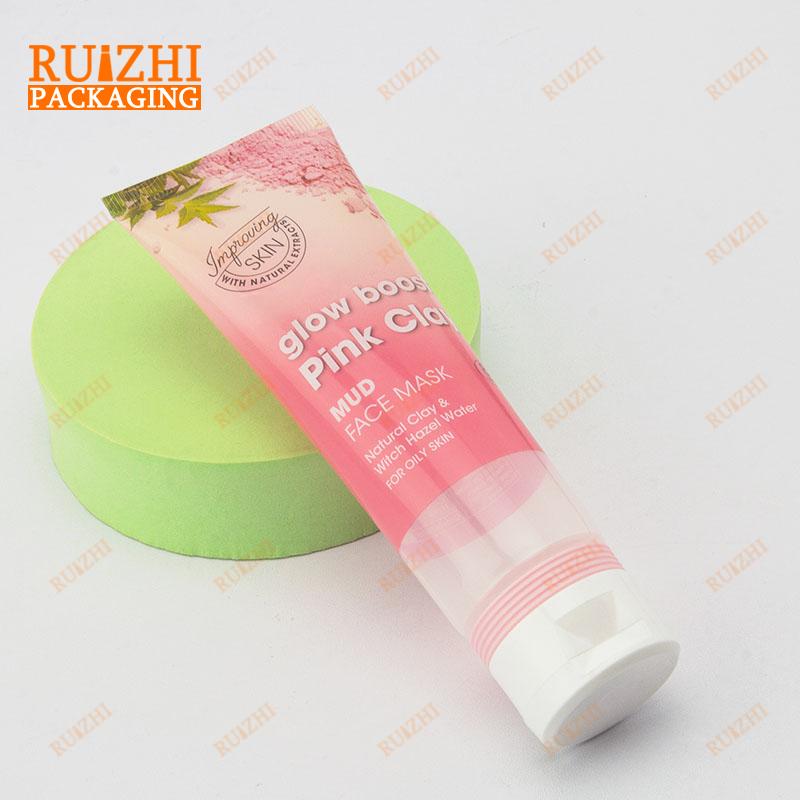 RUIZHI
PACKAGING
Improving
SKIN
WITH NATURAL EXTRACTS
glow boos
Pink Cla
MUD
FACE MASK
Natural Clay &
Witch Hazel Water
FOR OILY SKIN
RUIZHI